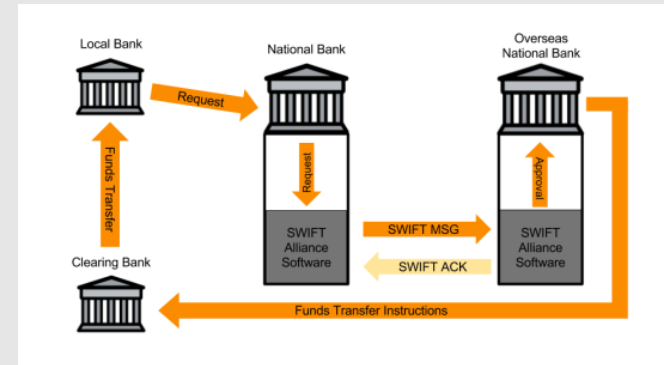 Local Bank
National Bank
Overseas
National Bank
Request
Funds Transfer
Request
Approval
SWIFT
Alliance
Software
SWIFT MSG
SWIFT ACK
SWIFT
Alliance
Software
Clearing Bank
Funds Transfer Instructions